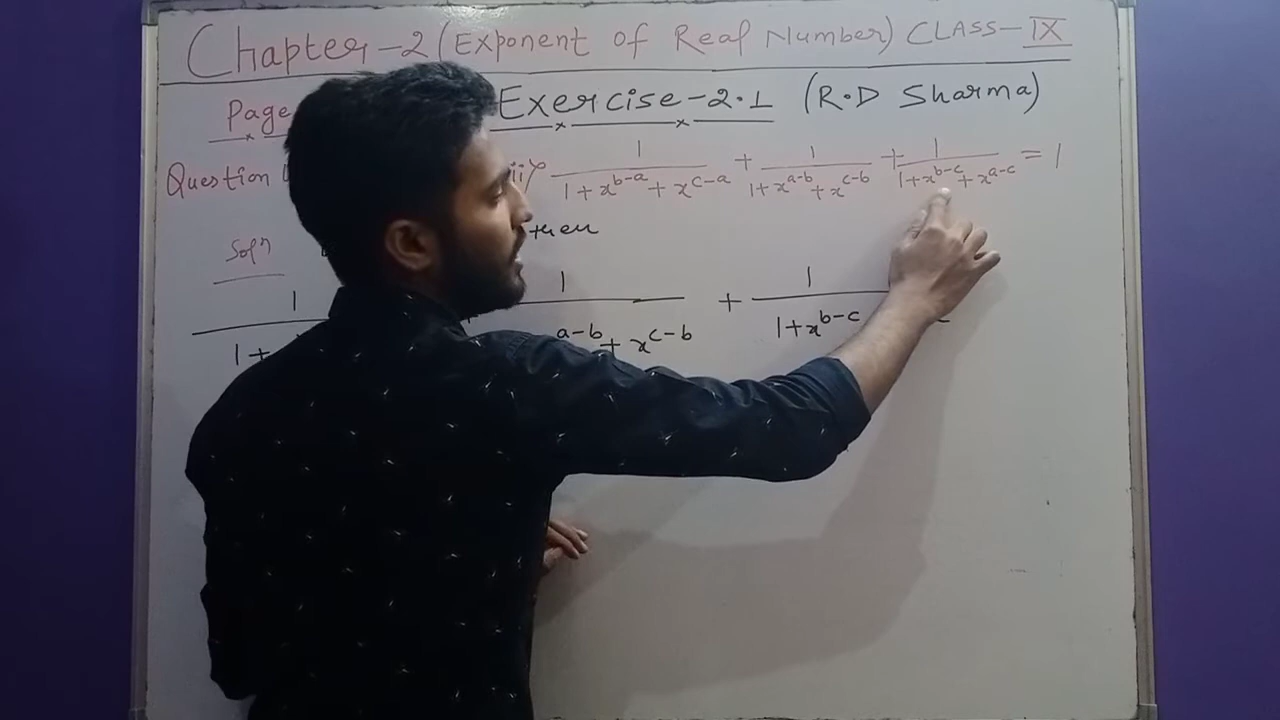 Chapter-2 (Exponent of Real Number) CLASS-IX
Page Exercise-2.1 (R.D Sharma)
Question ii) 1/(1+x^(b-a)+x^(c-a)) + 1/(1+x^(a-b)+x^(c-b)) + 1/(1+x^(b-c)+x^(a-c)) = 1
Solⁿ then
1/(1+ 1/( x^(a-b)+x^(c-b)) + 1/(1+x^(b-c)